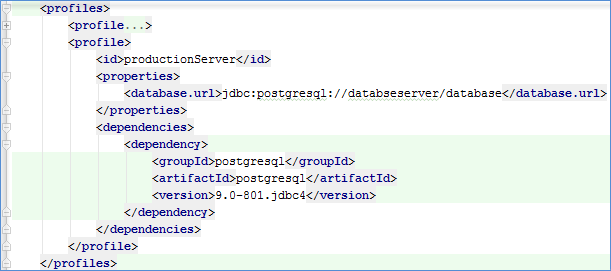 <profiles>
<profile...>
<profile>
<id>productionServer</id>
<properties>
<database.url>jdbc:postgresql://databseserver/database</database.url>
</properties>
<dependencies>
<dependency>
<groupId>postgresql</groupId>
<artifactId>postgresql</artifactId>
<version>9.0-801.jdbc4</version>
</dependency>
</dependencies>
</profile>
</profiles>